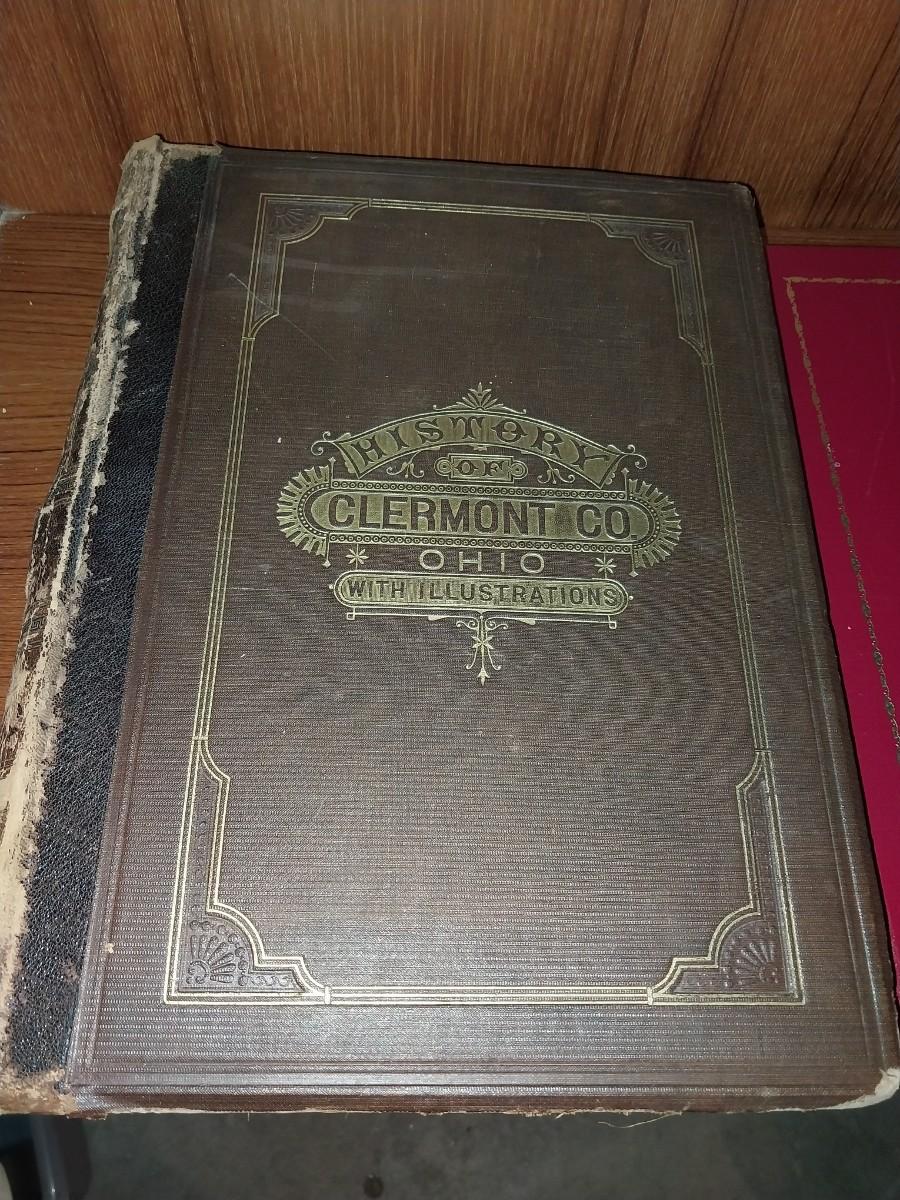 HISTORY
OF
CLERMONT CO.
OHIO
WITH ILLUSTRATIONS